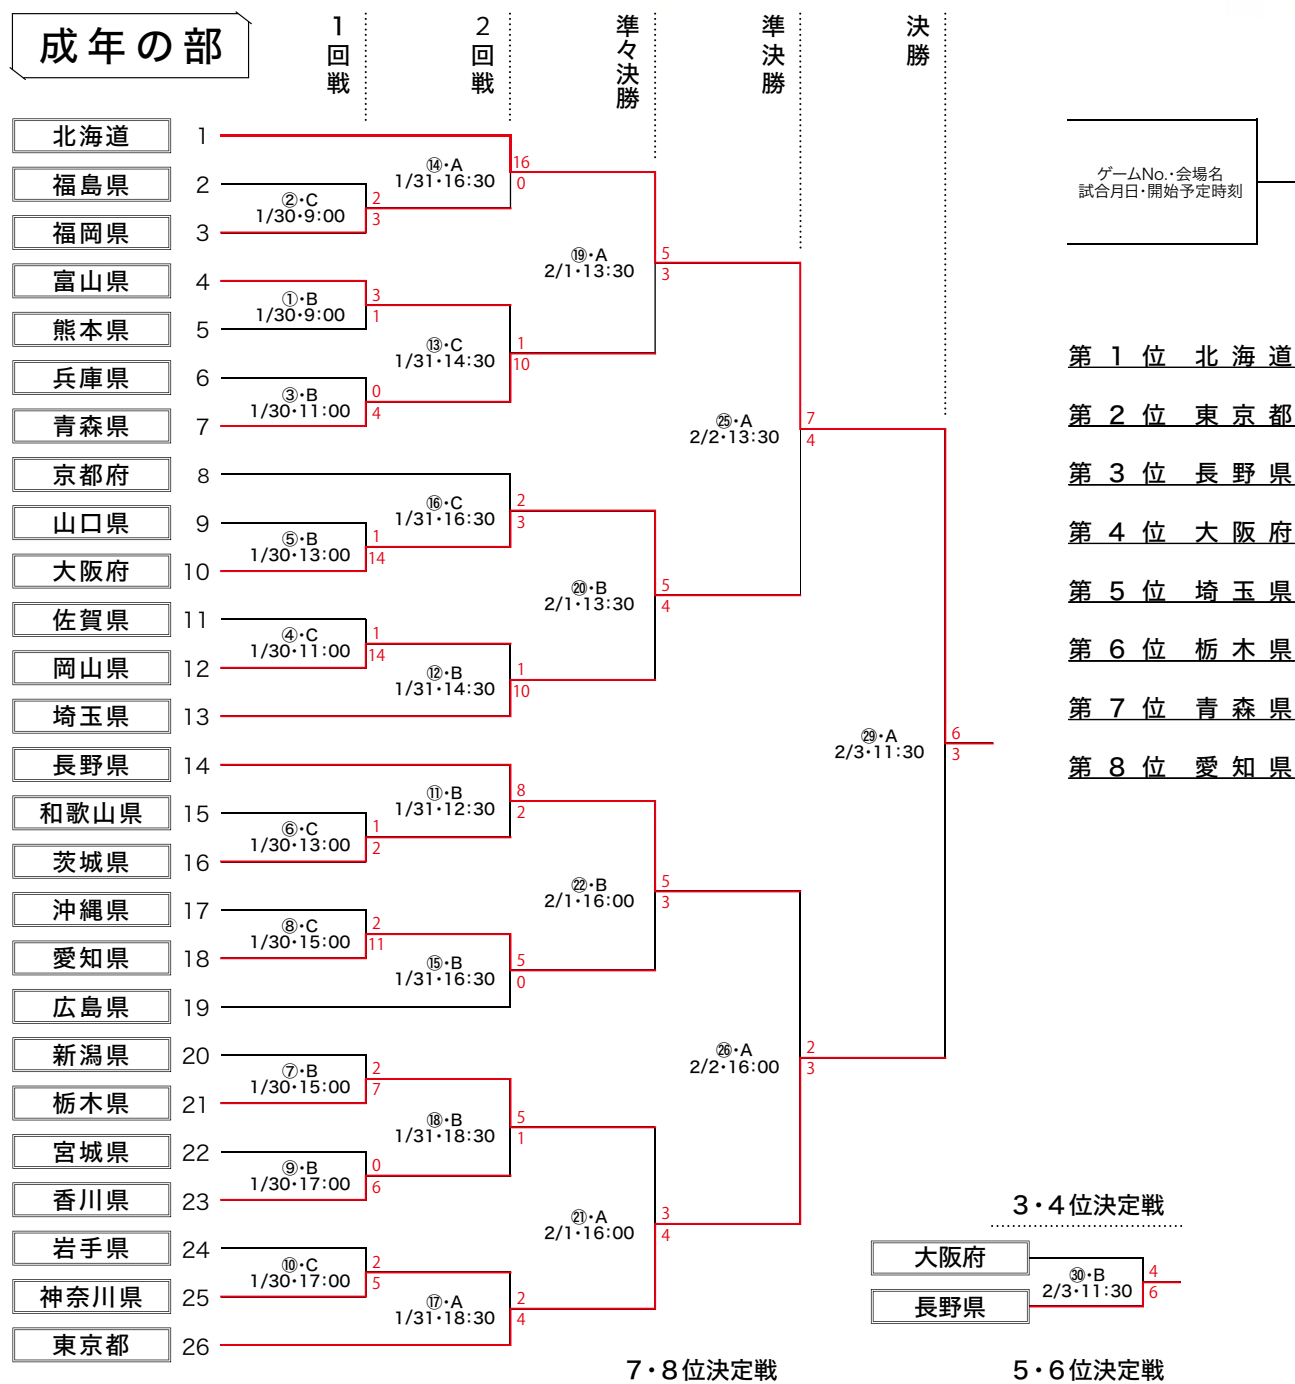 成年の部
1回戦
2回戦
準々決勝
準決勝
決勝
北海道 1
福島県 2
福岡県 3
富山県 4
熊本県 5
兵庫県 6
青森県 7
京都府 8
山口県 9
大阪府 10
佐賀県 11
岡山県 12
埼玉県 13
長野県 14
和歌山県 15
茨城県 16
沖縄県 17
愛知県 18
広島県 19
新潟県 20
栃木県 21
宮城県 22
香川県 23
岩手県 24
神奈川県 25
東京都 26
②・C
1/30・9:00
2
3
①・B
1/30・9:00
3
1
③・B
1/30・11:00
0
4
⑤・B
1/30・13:00
1
14
④・C
1/30・11:00
1
14
⑥・C
1/30・13:00
1
2
⑧・C
1/30・15:00
2
11
⑦・B
1/30・15:00
2
7
⑨・B
1/30・17:00
0
6
⑩・C
1/30・17:00
2
5
⑭・A
1/31・16:30
16
0
⑬・C
1/31・14:30
1
10
⑯・C
1/31・16:30
2
3
⑫・B
1/31・14:30
1
10
⑪・B
1/31・12:30
8
2
⑮・B
1/31・16:30
5
0
⑱・B
1/31・18:30
5
1
⑰・A
1/31・18:30
2
4
⑲・A
2/1・13:30
5
3
⑳・B
2/1・13:30
5
4
㉒・B
2/1・16:00
5
3
㉑・A
2/1・16:00
3
4
㉕・A
2/2・13:30
7
4
㉖・A
2/2・16:00
2
3
㉙・A
2/3・11:30
6
3
ゲームNo.・会場名
試合月日・開始予定時刻
第1位 北海道
第2位 東京都
第3位 長野県
第4位 大阪府
第5位 埼玉県
第6位 栃木県
第7位 青森県
第8位 愛知県
3・4位決定戦
大阪府
長野県
㉚・B
2/3・11:30
4
6
7・8位決定戦
5・6位決定戦